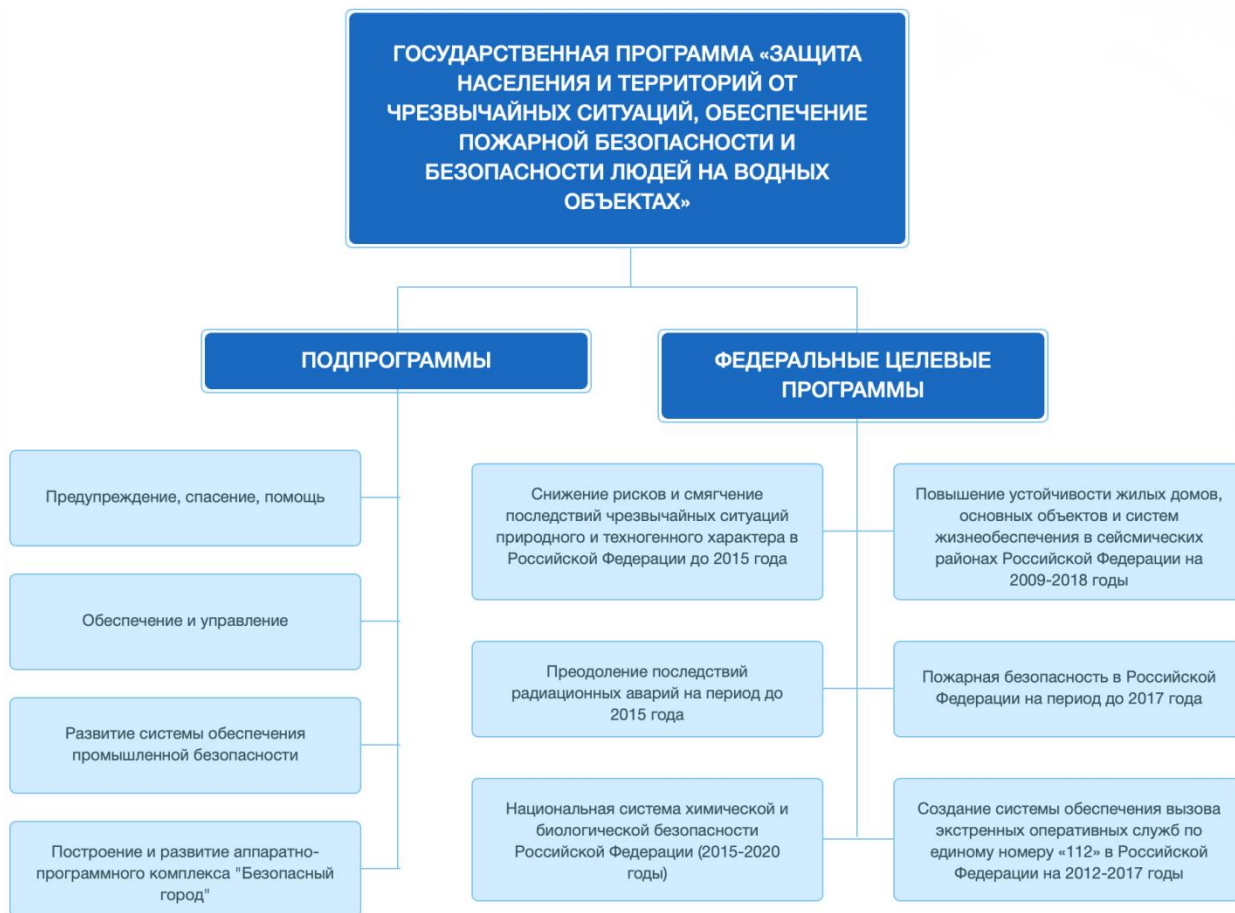 ГОСУДАРСТВЕННАЯ ПРОГРАММА «ЗАЩИТА
НАСЕЛЕНИЯ И ТЕРРИТОРИЙ ОТ
ЧРЕЗВЫЧАЙНЫХ СИТУАЦИЙ, ОБЕСПЕЧЕНИЕ
ПОЖАРНОЙ БЕЗОПАСНОСТИ И
БЕЗОПАСНОСТИ ЛЮДЕЙ НА ВОДНЫХ
ОБЪЕКТАХ»
ПОДПРОГРАММЫ
Предупреждение, спасение, помощь
Обеспечение и управление
Развитие системы обеспечения
промышленной безопасности
Построение и развитие аппаратно-
программного комплекса "Безопасный
город"
ФЕДЕРАЛЬНЫЕ ЦЕЛЕВЫЕ
ПРОГРАММЫ
Снижение рисков и смягчение
последствий чрезвычайных ситуаций
природного и техногенного характера в
Российской Федерации до 2015 года
Повышение устойчивости жилых домов,
основных объектов и систем
жизнеобеспечения в сейсмических
районах Российской Федерации на
2009-2018 годы
Преодоление последствий
радиационных аварий на период до
2015 года
Пожарная безопасность в Российской
Федерации на период до 2017 года
Национальная система химической и
биологической безопасности
Российской Федерации (2015-2020
годы)
Создание системы обеспечения вызова
экстренных оперативных служб по
единому номеру «112» в Российской
Федерации на 2012-2017 годы